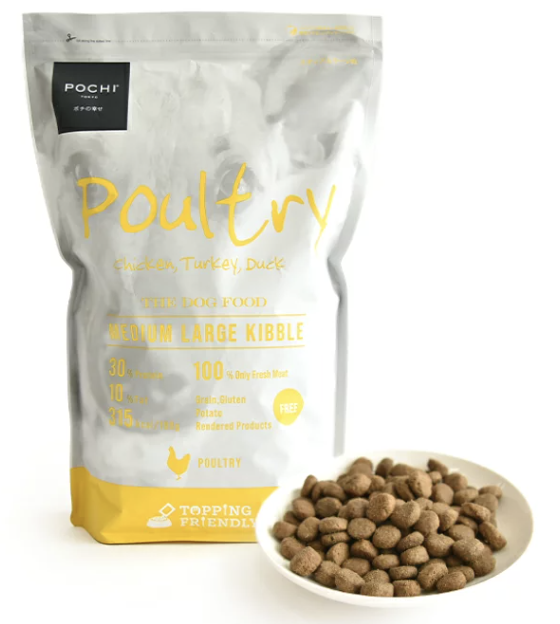 POCHI
TOKYO
ポチの幸せ
Poultry
Chicken, Turkey, Duck
THE DOG FOOD
MEDIUM LARGE KIBBLE
30
100 % Only Fresh Meat
10
Grain,Gluten
Potato
Rendered Products
FREE
POULTRY
TOPPING
FRIENDLY